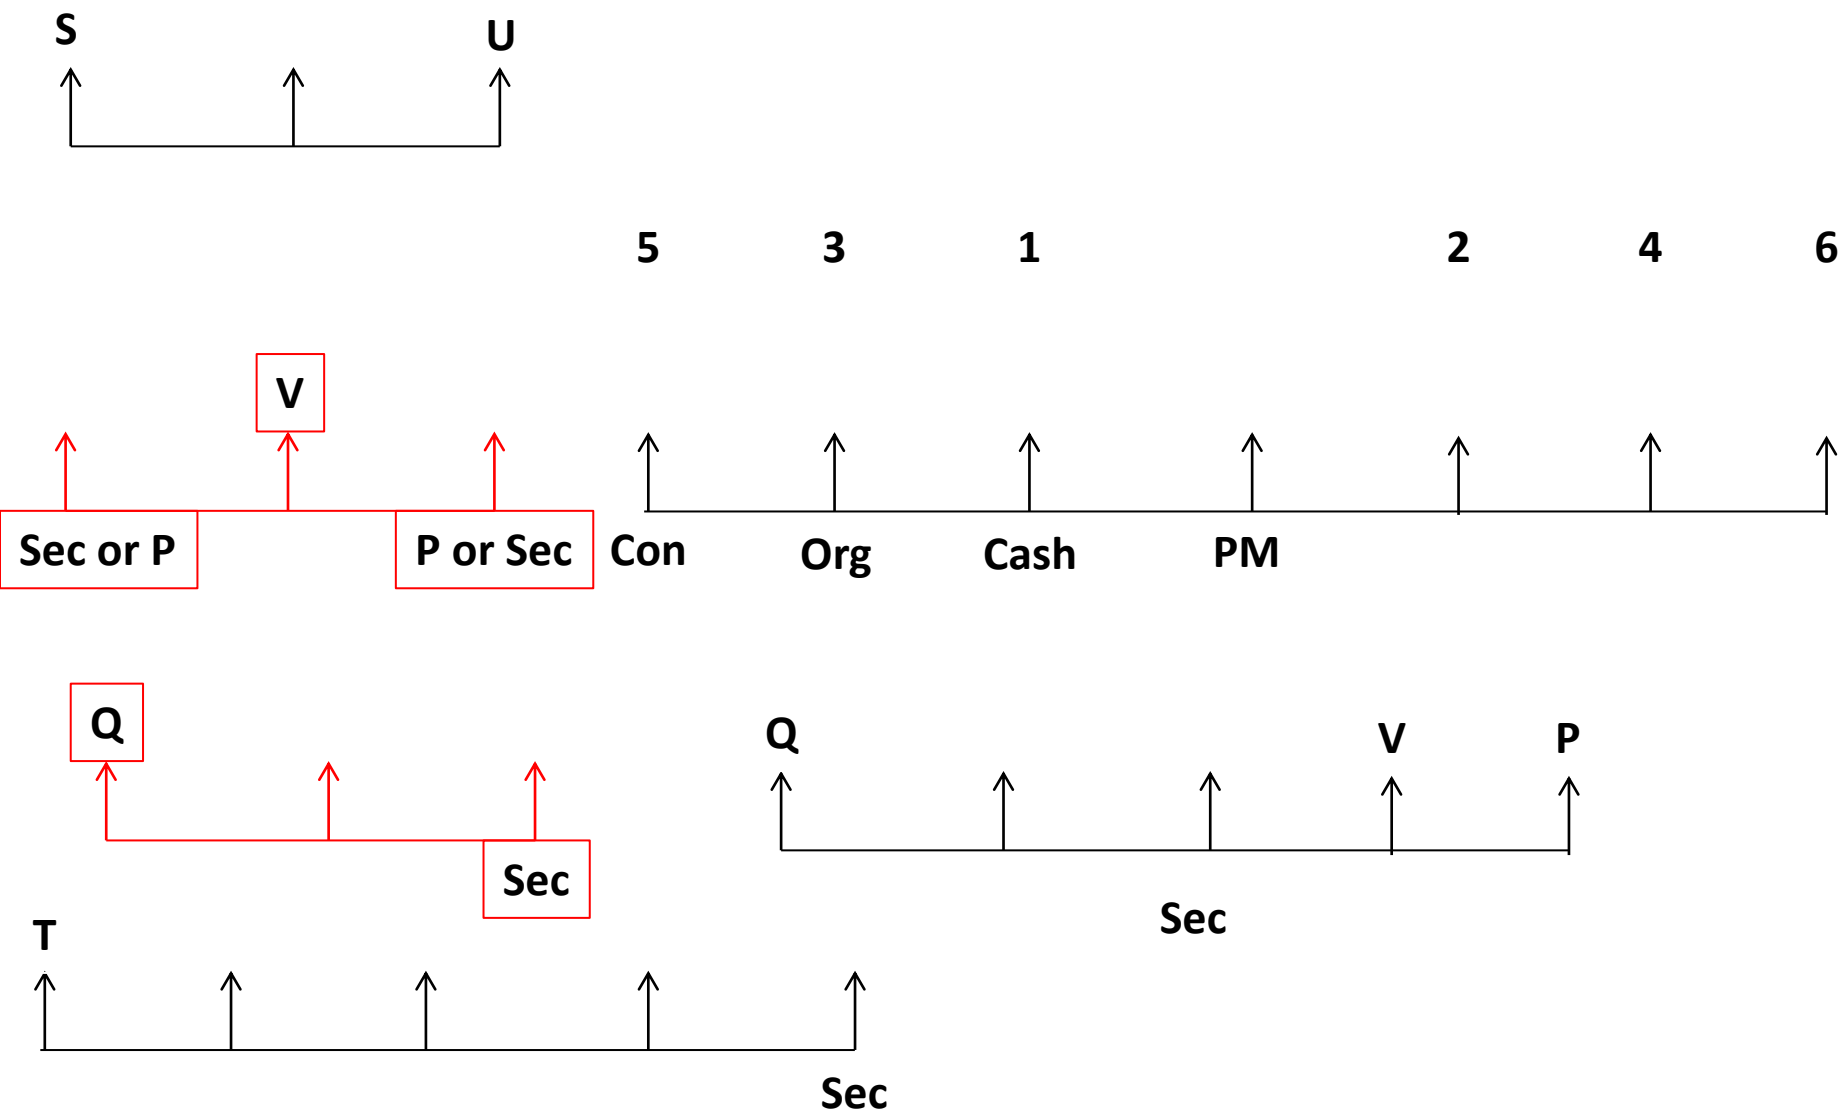 S U
5 3 1 2 4 6
V
Sec or P P or Sec Con Org Cash PM
Q Q V P
Sec Sec
T
Sec